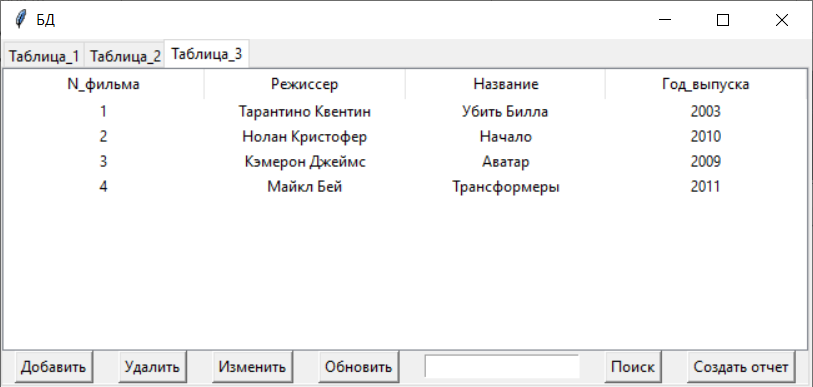 БД
Таблица_1 Таблица_2 Таблица_3
N_фильма Режиссер Название Год_выпуска
1 Тарантино Квентин Убить Билла 2003
2 Нолан Кристофер Начало 2010
3 Кэмерон Джеймс Аватар 2009
4 Майкл Бей Трансформеры 2011
Добавить Удалить Изменить Обновить Поиск Создать отчет